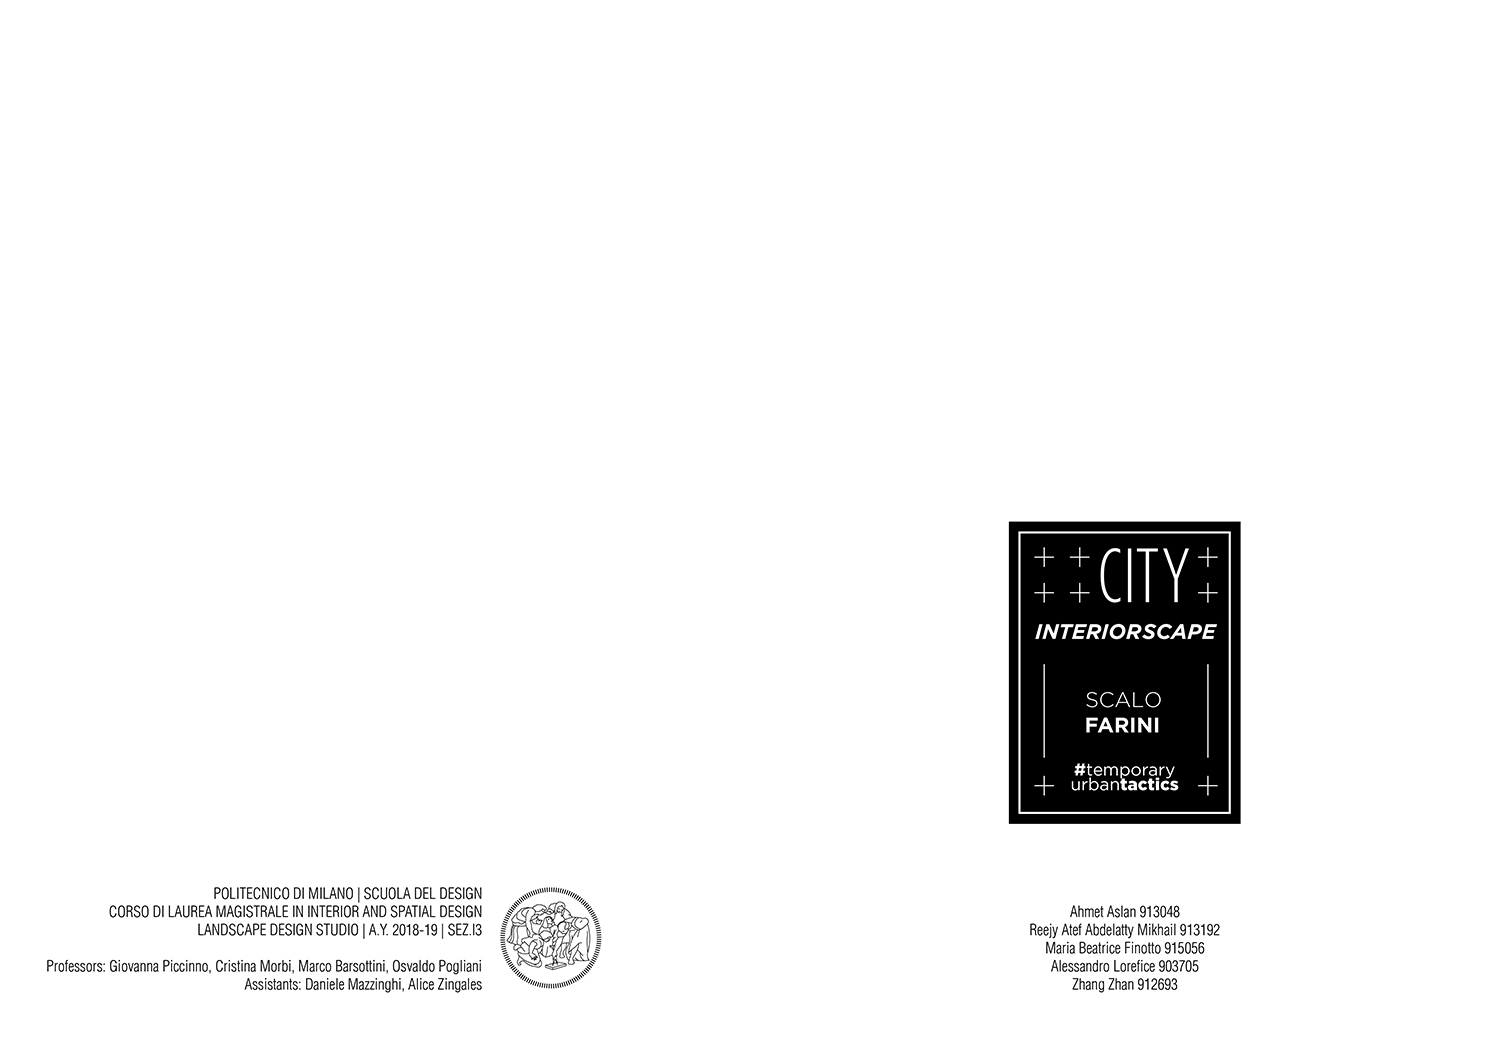 CITY
INTERIORSCAPE
SCALO
FARINI
#temporary
urbantactics
POLITECNICO DI MILANO | SCUOLA DEL DESIGN
CORSO DI LAUREA MAGISTRALE IN INTERIOR AND SPATIAL DESIGN
LANDSCAPE DESIGN STUDIO | A.Y. 2018-19 | SEZ.I3
Professors: Giovanna Piccinno, Cristina Morbi, Marco Barsottini, Osvaldo Pogliani
Assistants: Daniele Mazzinghi, Alice Zingales
Ahmet Aslan 913048
Reejy Atef Abdelatty Mikhail 913192
Maria Beatrice Finotto 915056
Alessandro Lorefice 903705
Zhang Zhan 912693